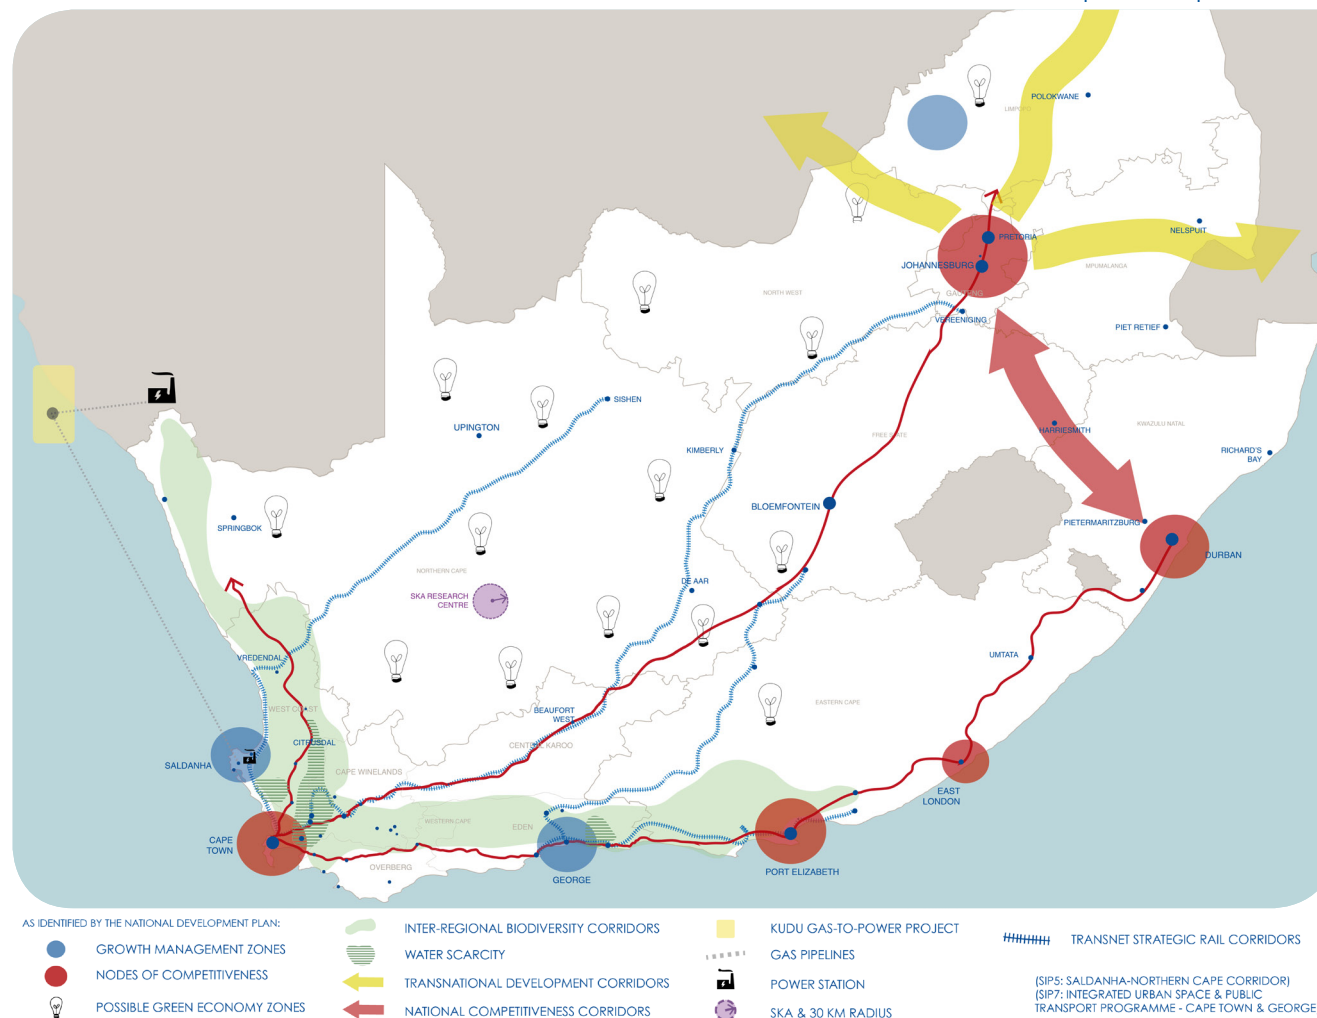 POLOKWANE
LIMPOPO
NELSPUIT
PRETORIA
JOHANNESBURG
MPUMALANGA
GAUTENG
NORTH WEST
VEREENIGING
PIET RETIEF
SISHEN
UPINGTON
HARRIESMITH
KWAZULU NATAL
FREE STATE
KIMBERLY
RICHARD'S
BAY
BLOEMFONTEIN
SPRINGBOK
PIETERMARITZBURG
DURBAN
NORTHERN CAPE
DE AAR
SKA RESEARCH
CENTRE
VREDENDAL
UMTATA
WEST COAST
BEAUFORT
WEST
EASTERN CAPE
CITRUSDAL
CENTRAL KAROO
SALDANHA
CAPE WINELANDS
EAST
LONDON
WESTERN CAPE
EDEN
CAPE
TOWN
OVERBERG
GEORGE
PORT ELIZABETH
AS IDENTIFIED BY THE NATIONAL DEVELOPMENT PLAN:
GROWTH MANAGEMENT ZONES
NODES OF COMPETITIVENESS
POSSIBLE GREEN ECONOMY ZONES
INTER-REGIONAL BIODIVERSITY CORRIDORS
WATER SCARCITY
TRANSNATIONAL DEVELOPMENT CORRIDORS
NATIONAL COMPETITIVENESS CORRIDORS
KUDU GAS-TO-POWER PROJECT
GAS PIPELINES
POWER STATION
SKA & 30 KM RADIUS
TRANSNET STRATEGIC RAIL CORRIDORS
(SIP5: SALDANHA-NORTHERN CAPE CORRIDOR)
(SIP7: INTEGRATED URBAN SPACE & PUBLIC
TRANSPORT PROGRAMME - CAPE TOWN & GEORGE